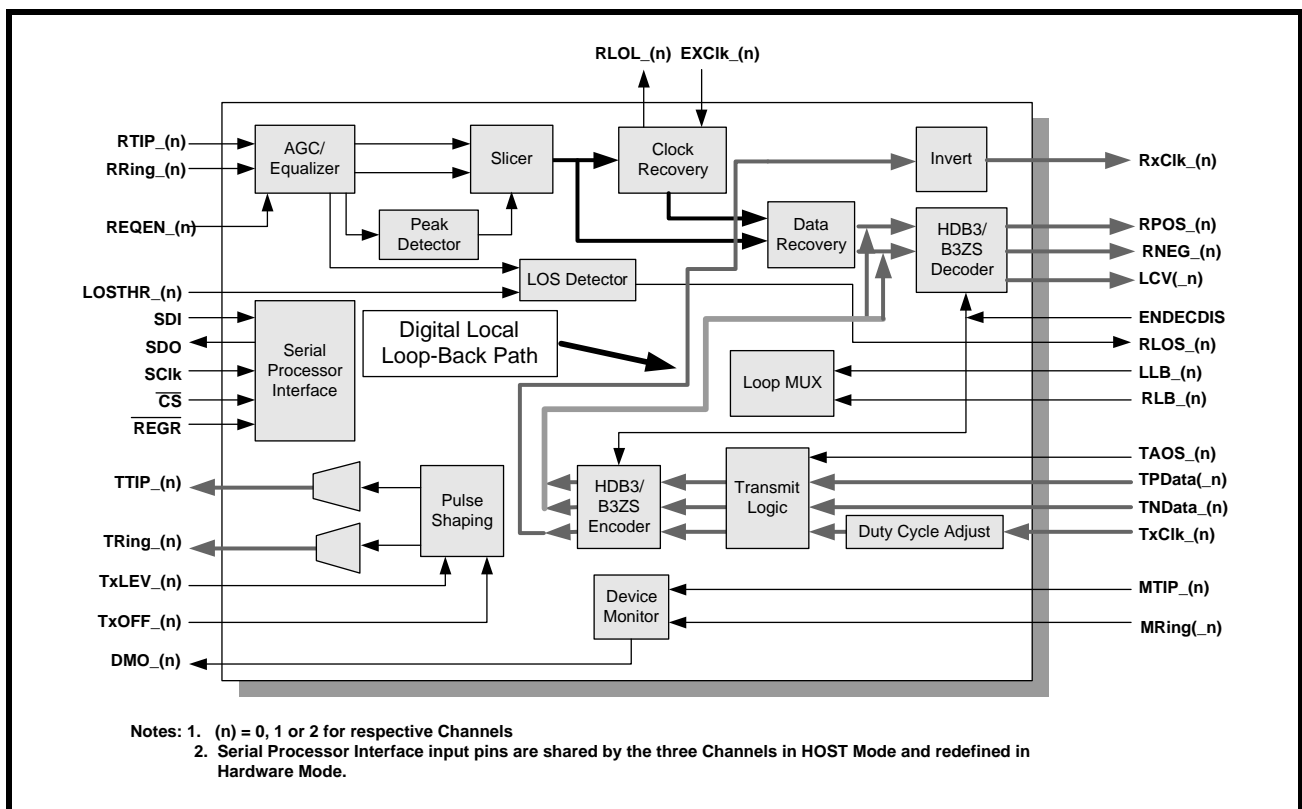 RLOL_(n) EXClk_(n)
RTIP_(n)
RRing_(n)
REQEN_(n)
LOSTHR_(n)
SDI
SDO
SClk
CS
REGR
TTIP_(n)
TRing_(n)
TxLEV_(n)
TxOFF_(n)
DMO_(n)
AGC/
Equalizer
Slicer
Clock
Recovery
Invert
Peak
Detector
Data
Recovery
HDB3/
B3ZS
Decoder
LOS Detector
Serial
Processor
Interface
Digital Local
Loop-Back Path
Loop MUX
Pulse
Shaping
HDB3/
B3ZS
Encoder
Transmit
Logic
Duty Cycle Adjust
Device
Monitor
RxClk_(n)
RPOS_(n)
RNEG_(n)
LCV(_n)
ENDECDIS
RLOS_(n)
LLB_(n)
RLB_(n)
TAOS_(n)
TPData(_n)
TNData_(n)
TxClk_(n)
MTIP_(n)
MRing(_n)
Notes: 1. (n) = 0, 1 or 2 for respective Channels
2. Serial Processor Interface input pins are shared by the three Channels in HOST Mode and redefined in
Hardware Mode.